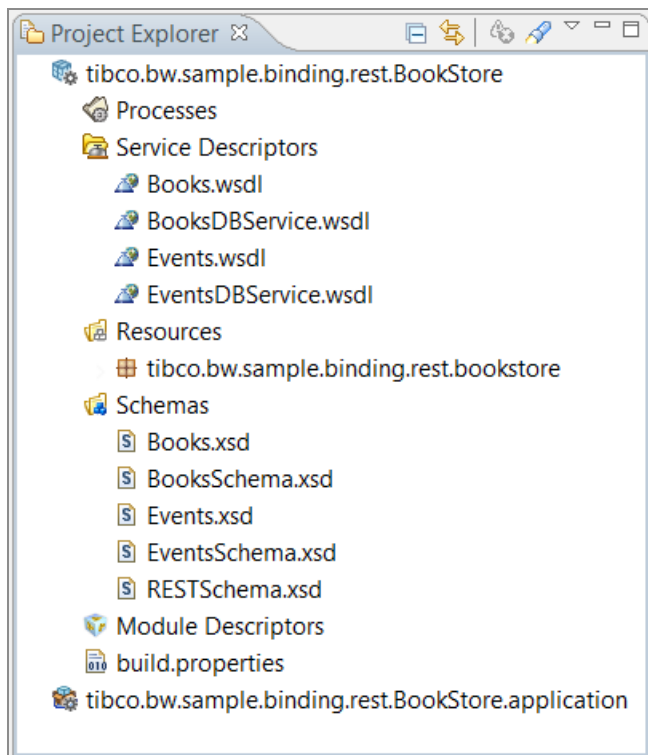 Project Explorer
tibco.bw.sample.binding.rest.BookStore
Processes
Service Descriptors
Books.wsdl
BooksDBService.wsdl
Events.wsdl
EventsDBService.wsdl
Resources
tibco.bw.sample.binding.rest.bookstore
Schemas
S Books.xsd
S BooksSchema.xsd
S Events.xsd
S EventsSchema.xsd
S RESTSchema.xsd
Module Descriptors
010 build.properties
tibco.bw.sample.binding.rest.BookStore.application